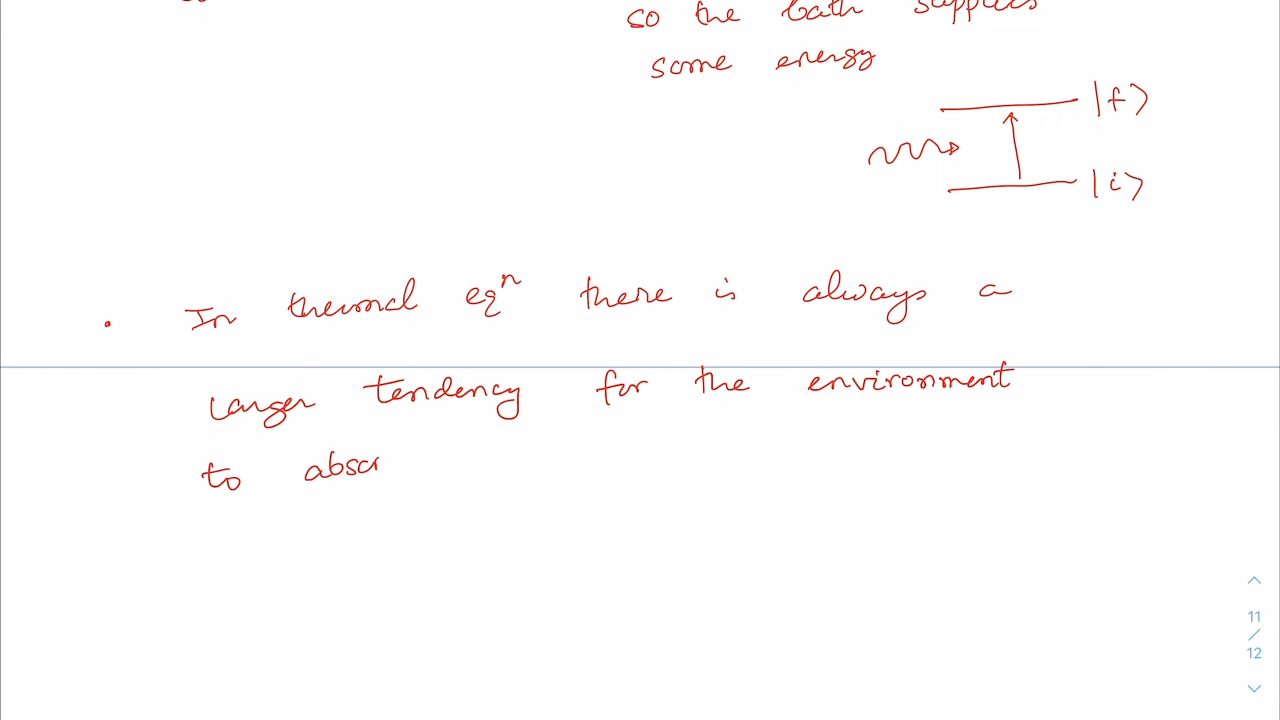 so the bath supplies
some energy
|f>
|i>
. In thermal eqⁿ there is always a
larger tendency for the environment
to abso
11
/
12